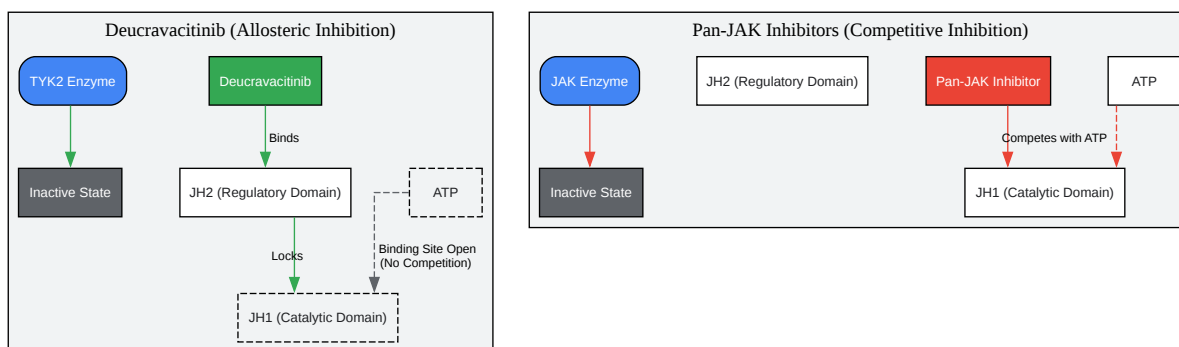 Deucravacitinib (Allosteric Inhibition)
TYK2 Enzyme
Deucravacitinib
Binds
Inactive State
JH2 (Regulatory Domain)
ATP
Locks
Binding Site Open
(No Competition)
JH1 (Catalytic Domain)
Pan-JAK Inhibitors (Competitive Inhibition)
JAK Enzyme
JH2 (Regulatory Domain)
Pan-JAK Inhibitor
ATP
Competes with ATP
Inactive State
JH1 (Catalytic Domain)